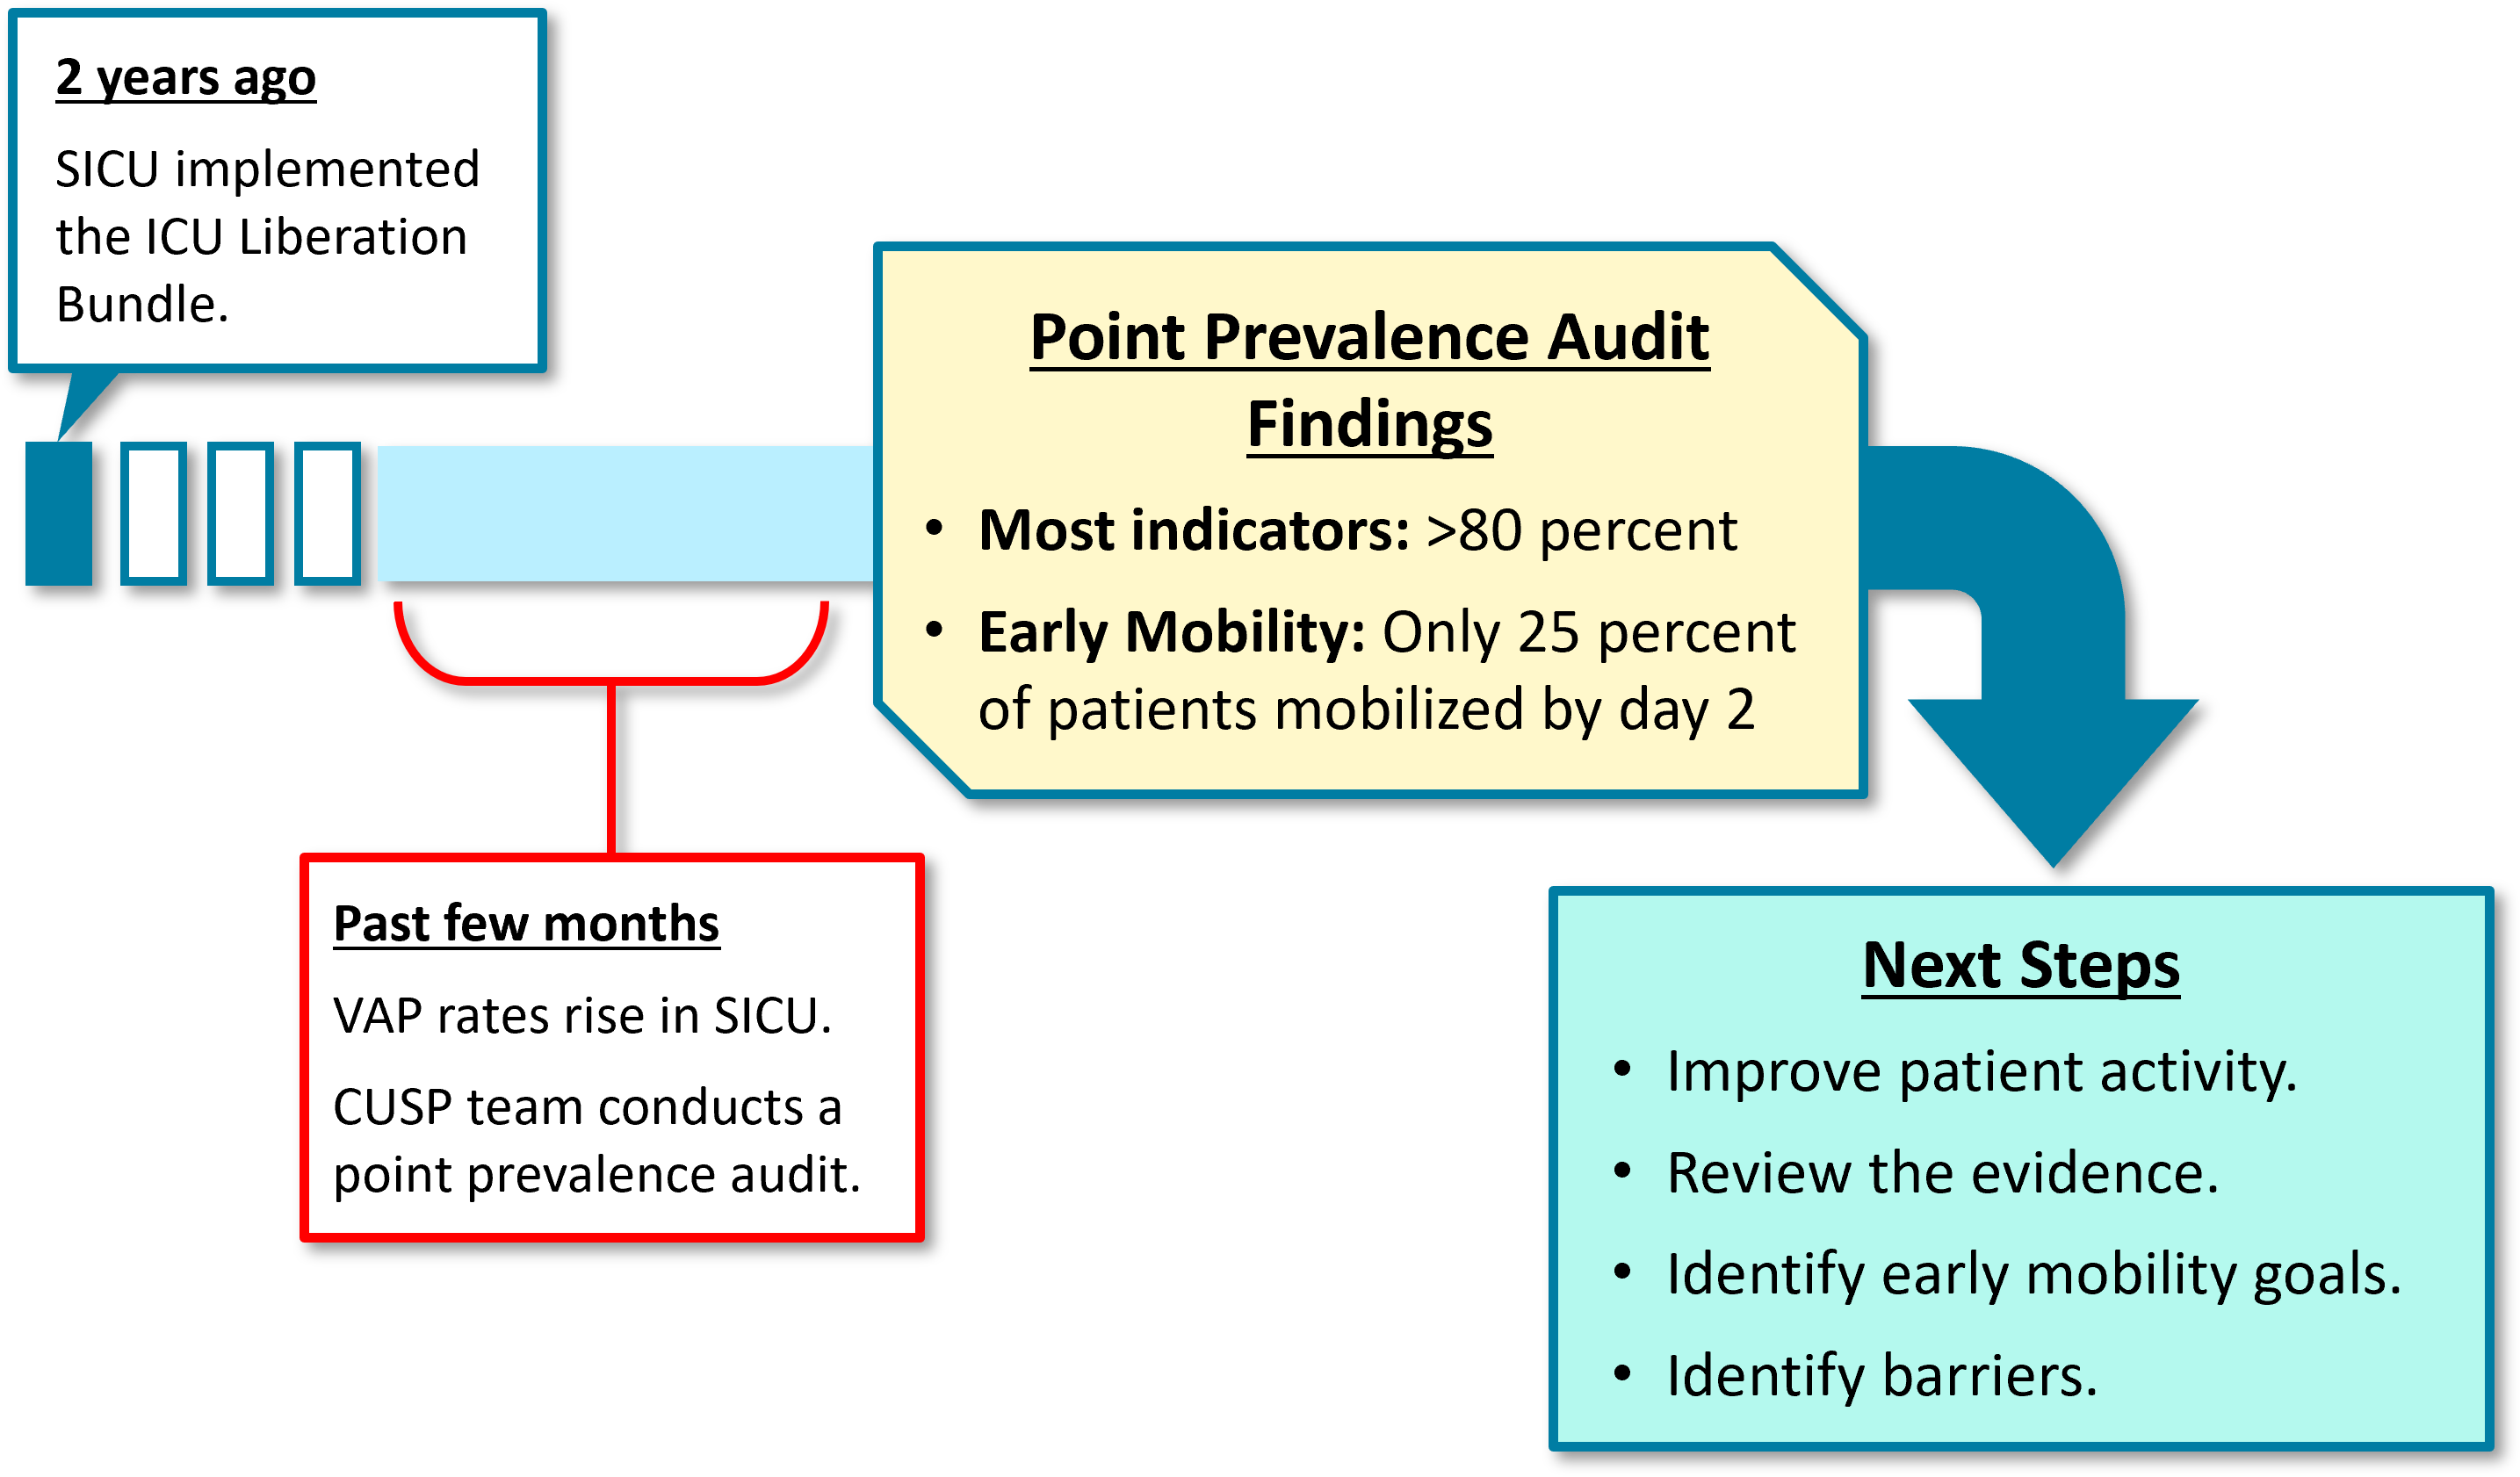 2 years ago
SICU implemented
the ICU Liberation
Bundle.
Point Prevalence Audit
Findings
• Most indicators: >80 percent
• Early Mobility: Only 25 percent
of patients mobilized by day 2
Past few months
VAP rates rise in SICU.
CUSP team conducts a
point prevalence audit.
Next Steps
• Improve patient activity.
• Review the evidence.
• Identify early mobility goals.
• Identify barriers.